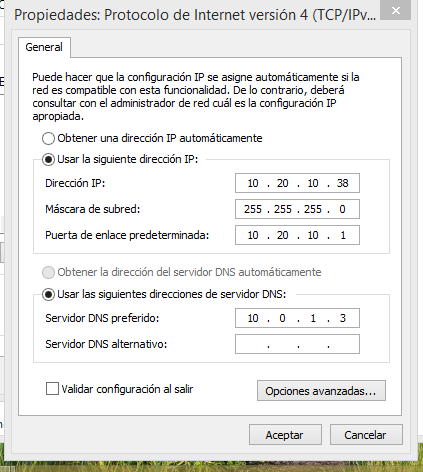 Propiedades: Protocolo de Internet versión 4 (TCP/IPv...
General
Puede hacer que la configuración IP se asigne automáticamente si la
red es compatible con esta funcionalidad. De lo contrario, deberá
consultar con el administrador de red cuál es la configuración IP
apropiada.
Obtener una dirección IP automáticamente
Usar la siguiente dirección IP:
Dirección IP: 10 . 20 . 10 . 38
Máscara de subred: 255 . 255 . 255 . 0
Puerta de enlace predeterminada: 10 . 20 . 10 . 1
Obtener la dirección del servidor DNS automáticamente
Usar las siguientes direcciones de servidor DNS:
Servidor DNS preferido: 10 . 0 . 1 . 3
Servidor DNS alternativo: . . .
Validar configuración al salir
Opciones avanzadas...
Aceptar Cancelar